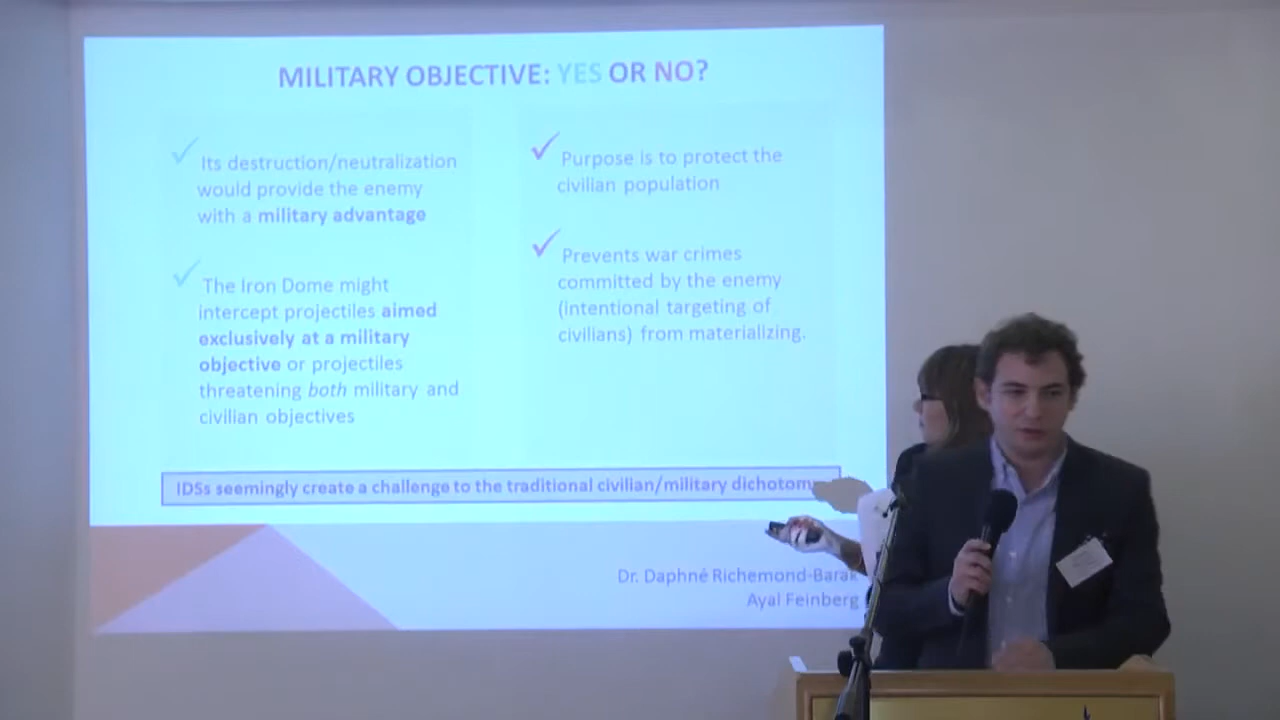 MILITARY OBJECTIVE: YES OR NO?
Its destruction/neutralization
would provide the enemy
with a military advantage
The Iron Dome might
intercept projectiles aimed
exclusively at a military
objective or projectiles
threatening both military and
civilian objectives
Purpose is to protect the
civilian population
Prevents war crimes
committed by the enemy
(intentional targeting of
civilians) from materializing.
IDSs seemingly create a challenge to the traditional civilian/military dichotom
Dr. Daphné Richemond-Barak
Ayal Feinberg